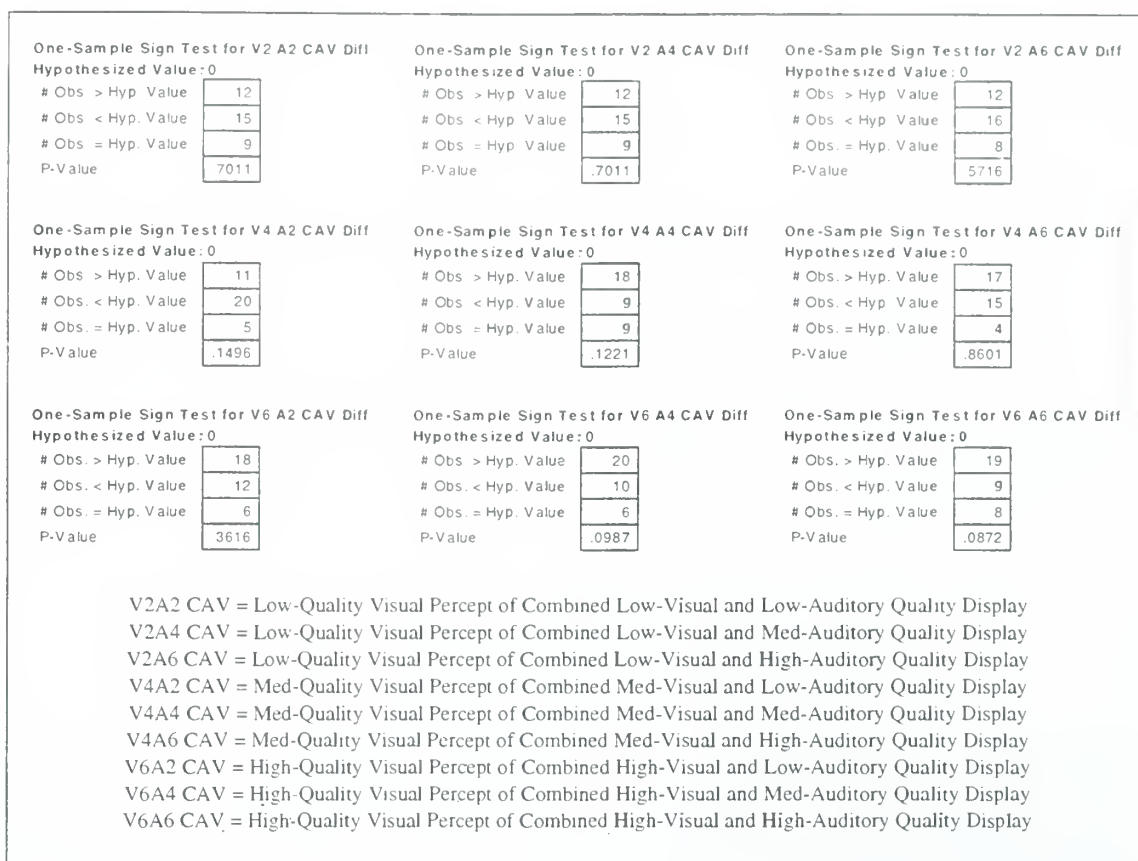 One-Sample Sign Test for V2 A2 CAV Diff
Hypothesized Value: 0
# Obs > Hyp Value 12
# Obs < Hyp. Value 15
# Obs = Hyp. Value 9
P-Value 7011
One-Sample Sign Test for V2 A4 CAV Diff
Hypothesized Value: 0
# Obs > Hyp Value 12
# Obs < Hyp Value 15
# Obs = Hyp Value 9
P-Value .7011
One-Sample Sign Test for V2 A6 CAV Diff
Hypothesized Value: 0
# Obs > Hyp Value 12
# Obs < Hyp. Value 16
# Obs. = Hyp. Value 8
P-Value 5716
One-Sample Sign Test for V4 A2 CAV Diff
Hypothesized Value: 0
# Obs > Hyp. Value 11
# Obs. < Hyp. Value 20
# Obs. = Hyp. Value 5
P-Value .1496
One-Sample Sign Test for V4 A4 CAV Diff
Hypothesized Value: 0
# Obs > Hyp. Value 18
# Obs < Hyp. Value 9
# Obs = Hyp. Value 9
P-Value .1221
One-Sample Sign Test for V4 A6 CAV Diff
Hypothesized Value: 0
# Obs. > Hyp. Value 17
# Obs. < Hyp Value 15
# Obs. = Hyp. Value 4
P-Value .8601
One-Sample Sign Test for V6 A2 CAV Diff
Hypothesized Value: 0
# Obs. > Hyp. Value 18
# Obs. < Hyp. Value 12
# Obs. = Hyp. Value 6
P-Value 3616
One-Sample Sign Test for V6 A4 CAV Diff
Hypothesized Value: 0
# Obs > Hyp. Value 20
# Obs. < Hyp. Value 10
# Obs. = Hyp. Value 6
P-Value .0987
One-Sample Sign Test for V6 A6 CAV Diff
Hypothesized Value: 0
# Obs. > Hyp. Value 19
# Obs. < Hyp. Value 9
# Obs. = Hyp. Value 8
P-Value .0872
V2A2 CAV = Low-Quality Visual Percept of Combined Low-Visual and Low-Auditory Quality Display
V2A4 CAV = Low-Quality Visual Percept of Combined Low-Visual and Med-Auditory Quality Display
V2A6 CAV = Low-Quality Visual Percept of Combined Low-Visual and High-Auditory Quality Display
V4A2 CAV = Med-Quality Visual Percept of Combined Med-Visual and Low-Auditory Quality Display
V4A4 CAV = Med-Quality Visual Percept of Combined Med-Visual and Med-Auditory Quality Display
V4A6 CAV = Med-Quality Visual Percept of Combined Med-Visual and High-Auditory Quality Display
V6A2 CAV = High-Quality Visual Percept of Combined High-Visual and Low-Auditory Quality Display
V6A4 CAV = High-Quality Visual Percept of Combined High-Visual and Med-Auditory Quality Display
V6A6 CAV = High-Quality Visual Percept of Combined High-Visual and High-Auditory Quality Display